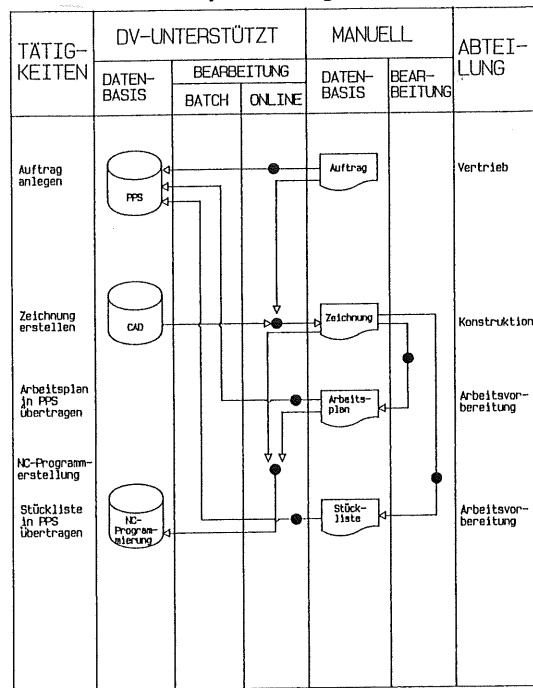 TÄTIG-
KEITEN
DV-UNTERSTÜTZT
MANUELL
ABTEI-
LUNG
DATEN-
BASIS
BEARBEITUNG
BATCH
ONLINE
DATEN-
BASIS
BEAR-
BEITUNG
Auftrag
anlegen
PPS
Auftrag
Vertrieb
Zeichnung
erstellen
CAD
Zeichnung
Konstruktion
Arbeitsplan
in PPS
übertragen
Arbeits-
plan
Arbeitsvor-
bereitung
NC-Programm-
erstellung
Stückliste
in PPS
übertragen
NC-
Program-
mierung
Stück-
liste
Arbeitsvor-
bereitung